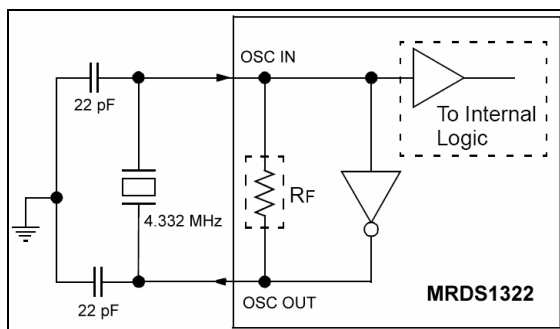 OSC IN
22 pF
To Internal
Logic
RF
4.332 MHz
22 pF
OSC OUT
MRDS1322